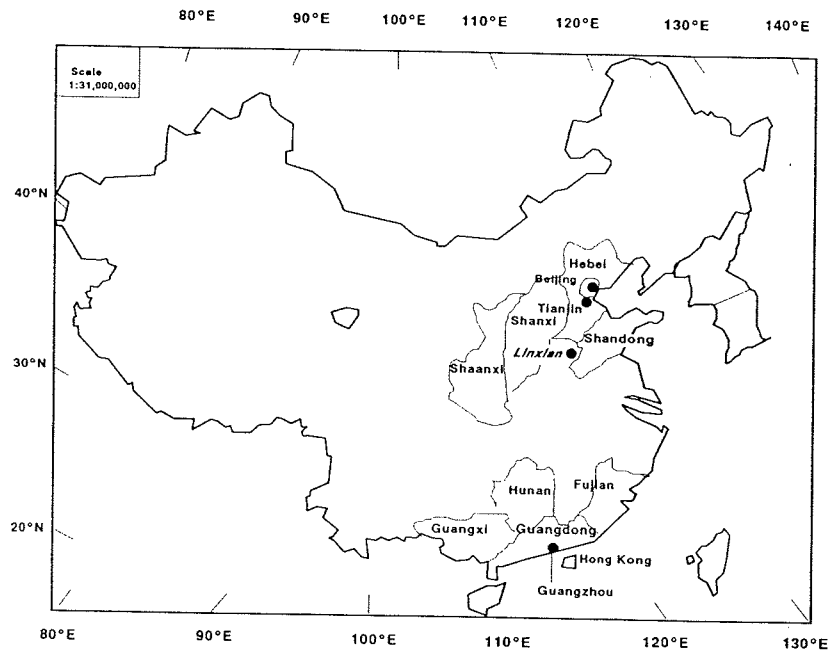 80°E 90°E 100°E 110°E 120°E 130°E 140°E
Scale
1:31,000,000
40°N
Hebei
Beijing
Tianjin
Shanxi
Shandong
Linxian
30°N
Shaanxi
Hunan
Fujian
20°N
Guangxi
Guangdong
Hong Kong
Guangzhou
80°E 90°E 100°E 110°E 120°E 130°E